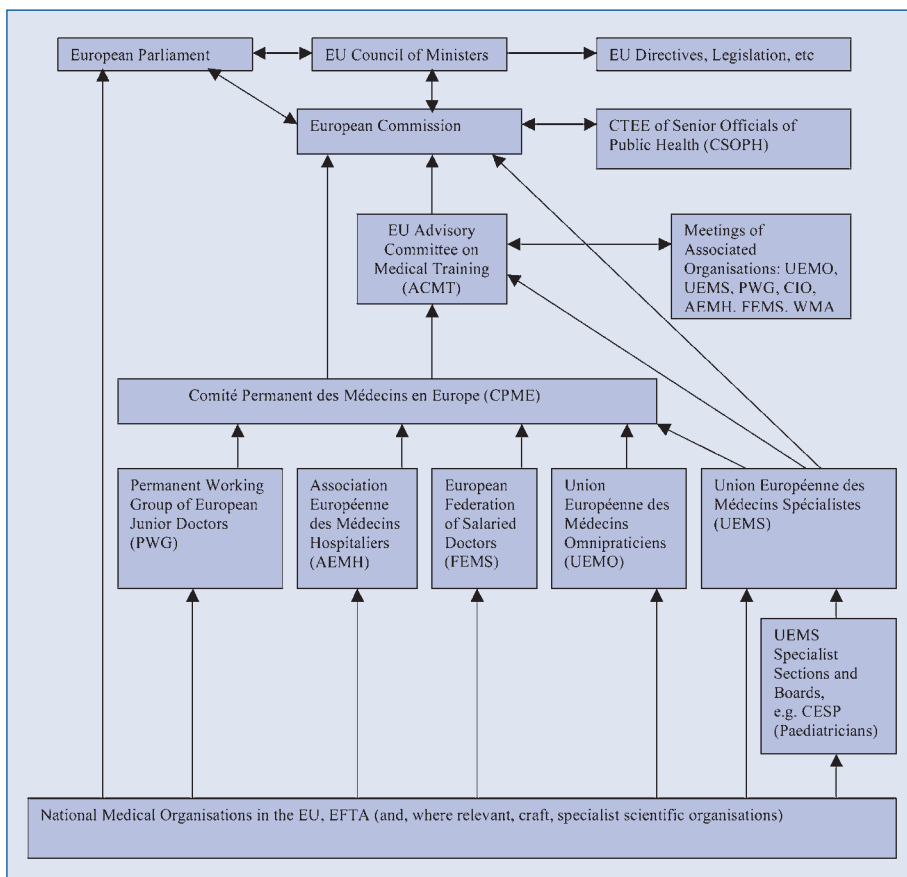 European Parliament
EU Council of Ministers
EU Directives, Legislation, etc
European Commission
CTEE of Senior Officials of
Public Health (CSOPH)
EU Advisory
Committee on
Medical Training
(ACMT)
Meetings of
Associated
Organisations: UEMO,
UEMS, PWG, CIO,
AEMH, FEMS, WMA
Comité Permanent des Médecins en Europe (CPME)
Permanent Working
Group of European
Junior Doctors
(PWG)
Association
Européenne
des Médecins
Hospitaliers
(AEMH)
European
Federation
of Salaried
Doctors
(FEMS)
Union
Européenne des
Médecins
Omnipraticiens
(UEMO)
Union Européenne des
Médecins Spécialistes
(UEMS)
UEMS
Specialist
Sections and
Boards,
e.g. CESP
(Paediatricians)
National Medical Organisations in the EU, EFTA (and, where relevant, craft, specialist scientific organisations)